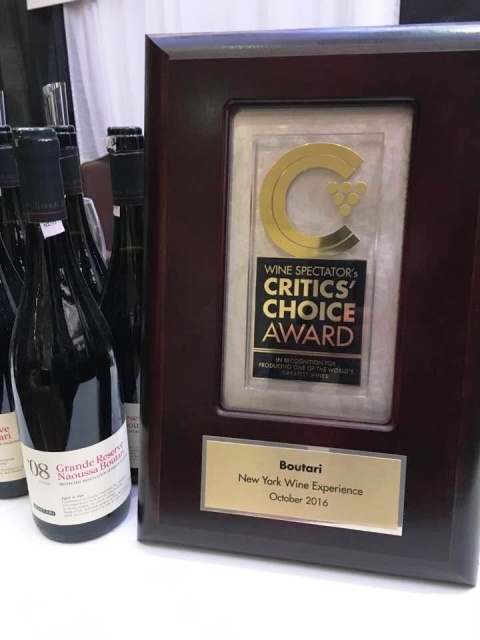 WINE SPECTATOR'S
CRITICS'
CHOICE
AWARD
IN RECOGNITION FOR
PRODUCING ONE OF THE WORLD'S
GREATEST WINES
Boutari
New York Wine Experience
October 2016
'08
Grande Reserve
Naoussa Boutari